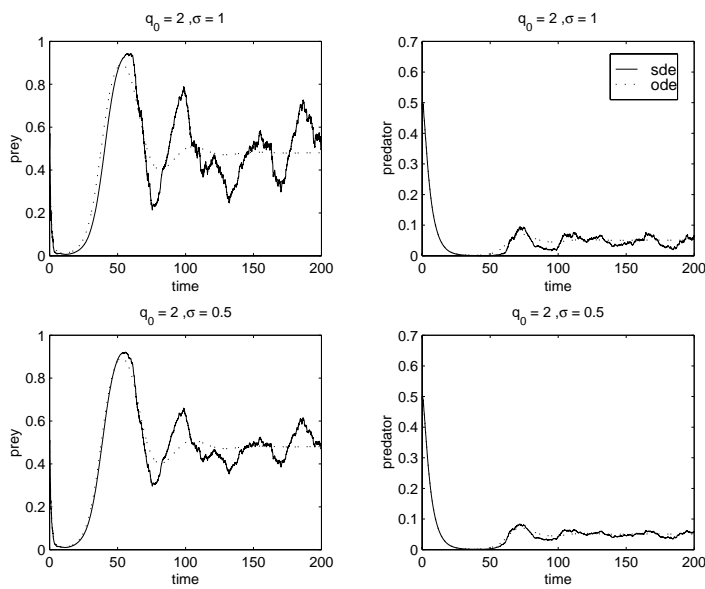 q0 = 2 ,σ = 1
prey
1
0.8
0.6
0.4
0.2
0
0 50 100 150 200
time
q0 = 2 ,σ = 1
predator
0.7
0.6
0.5
0.4
0.3
0.2
0.1
0
sde
ode
0 50 100 150 200
time
q0 = 2 ,σ = 0.5
prey
1
0.8
0.6
0.4
0.2
0
0 50 100 150 200
time
q0 = 2 ,σ = 0.5
predator
0.7
0.6
0.5
0.4
0.3
0.2
0.1
0
0 50 100 150 200
time